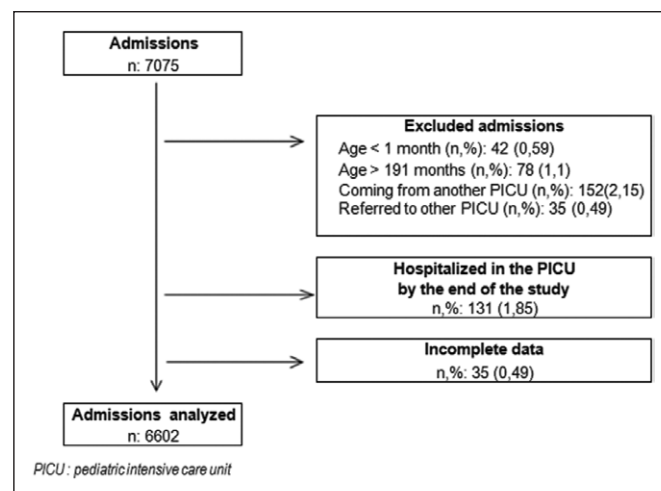 Admissions
n: 7075
Excluded admissions
Age < 1 month (n,%): 42 (0,59)
Age > 191 months (n,%): 78 (1,1)
Coming from another PICU (n,%): 152(2,15)
Referred to other PICU (n,%): 35 (0,49)
Hospitalized in the PICU
by the end of the study
n,%: 131 (1,85)
Incomplete data
n,%: 35 (0,49)
Admissions analyzed
n: 6602
PICU : pediatric intensive care unit